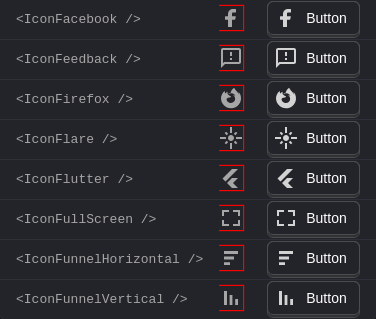 <IconFacebook /> Button
<IconFeedback /> Button
<IconFirefox /> Button
<IconFlare /> Button
<IconFlutter /> Button
<IconFullScreen /> Button
<IconFunnelHorizontal /> Button
<IconFunnelVertical /> Button